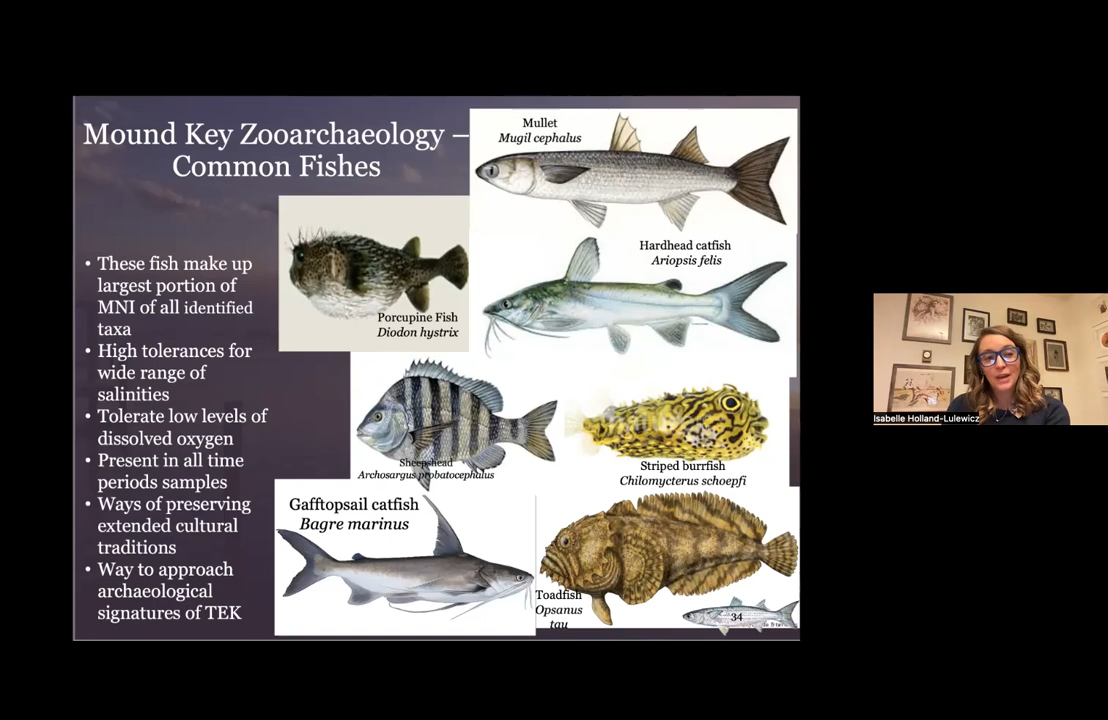 Mound Key Zooarchaeology –
Common Fishes
• These fish make up
largest portion of
MNI of all identified
taxa
• High tolerances for
wide range of
salinities
• Tolerate low levels of
dissolved oxygen
• Present in all time
periods samples
• Ways of preserving
extended cultural
traditions
• Way to approach
archaeological
signatures of TEK
Mullet
Mugil cephalus
Porcupine Fish
Diodon hystrix
Hardhead catfish
Ariopsis felis
Sheepshead
Archosargus probatocephalus
Striped burrfish
Chilomycterus schoepfi
Gafftopsail catfish
Bagre marinus
Toadfish
Opsanus
tau
34
Isabelle Holland-Lulewicz